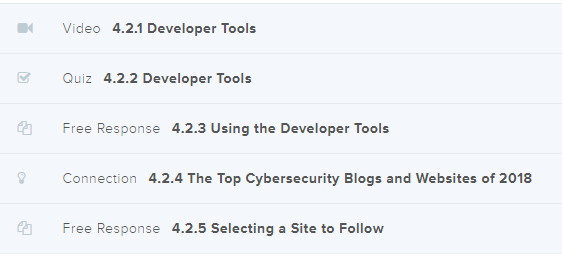 Video 4.2.1 Developer Tools
Quiz 4.2.2 Developer Tools
Free Response 4.2.3 Using the Developer Tools
Connection 4.2.4 The Top Cybersecurity Blogs and Websites of 2018
Free Response 4.2.5 Selecting a Site to Follow